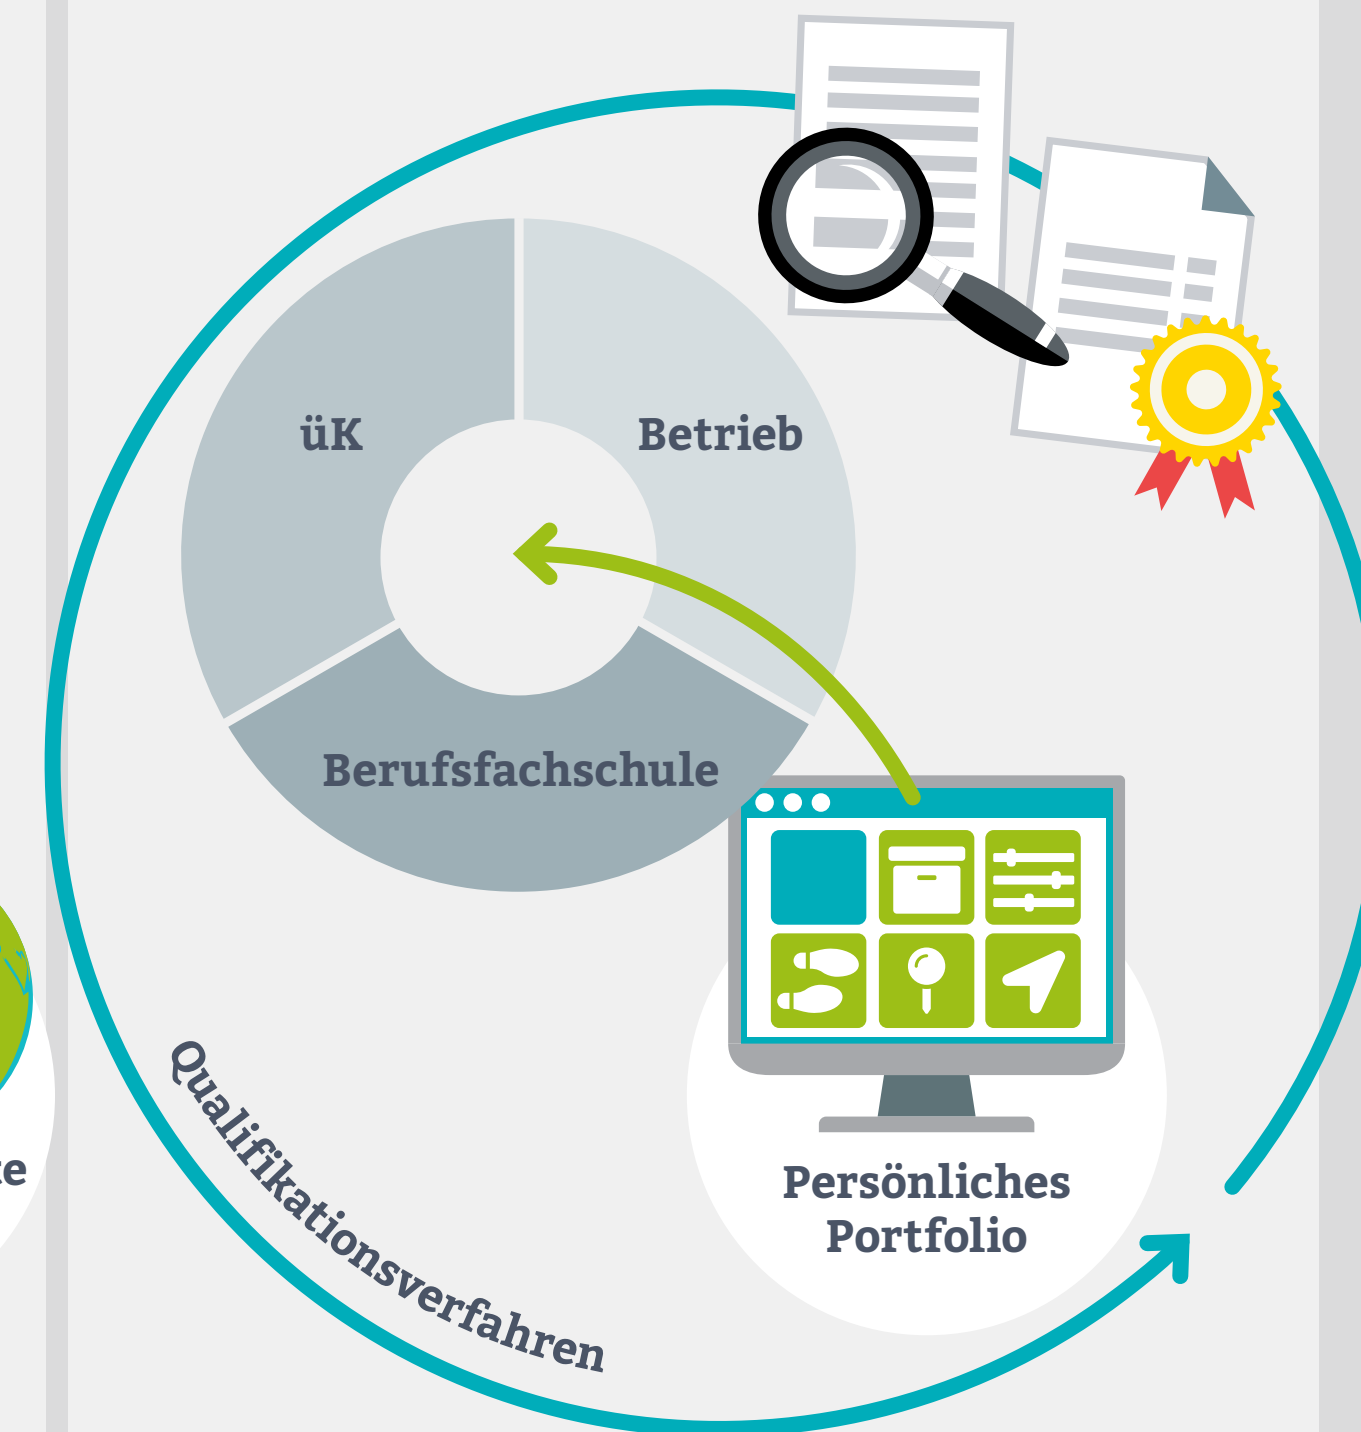 üK
Betrieb
Berufsfachschule
Persönliches
Portfolio
Qualifikationsverfahren